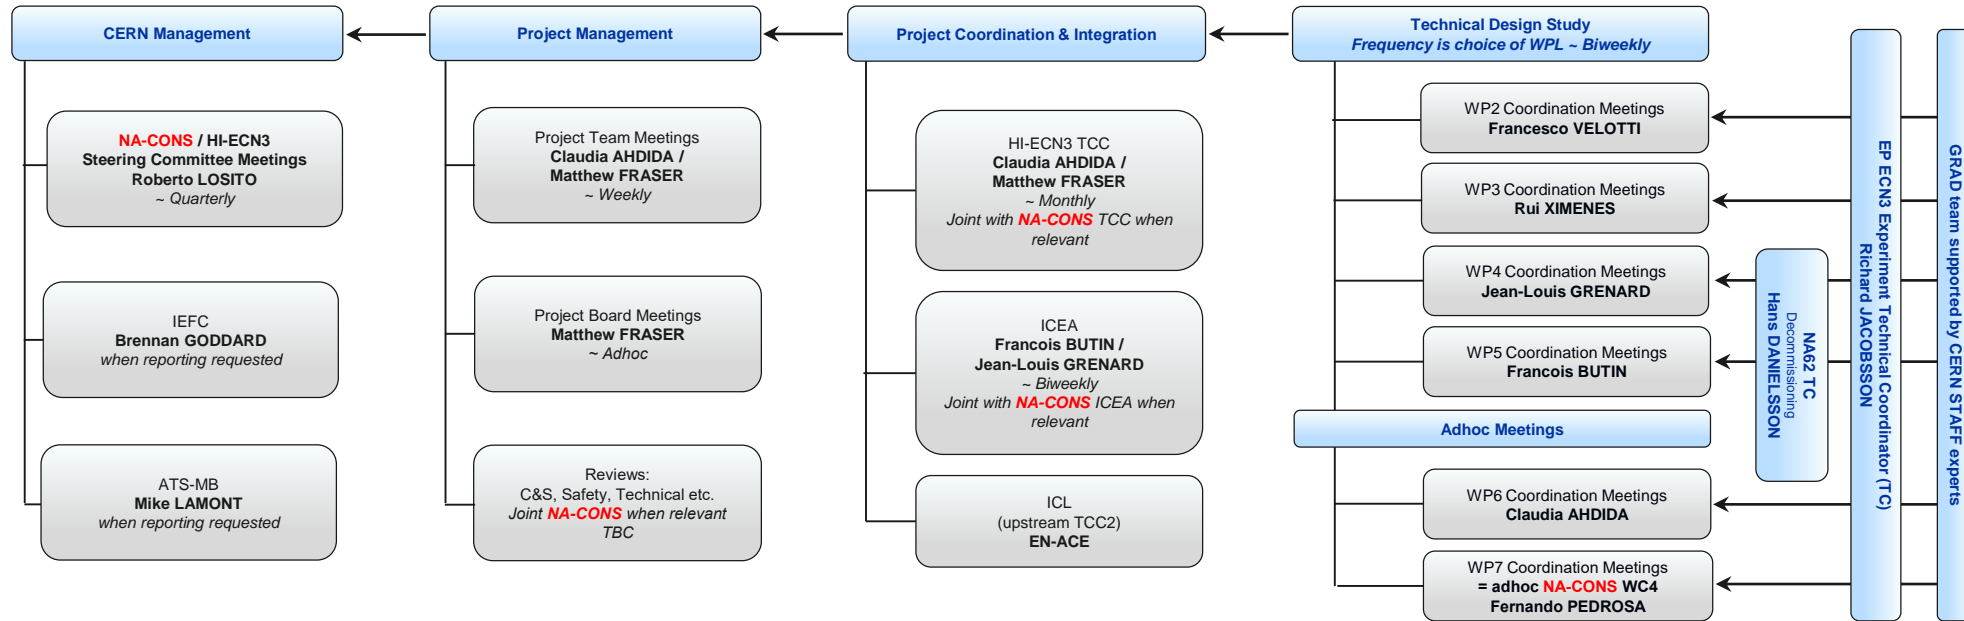 CERN Management
NA-CONS / HI-ECN3
Steering Committee Meetings
Roberto LOSITO
~ Quarterly
IEFC
Brennan GODDARD
when reporting requested
ATS-MB
Mike LAMONT
when reporting requested
Project Management
Project Team Meetings
Claudia AHDIDA /
Matthew FRASER
~ Weekly
Project Board Meetings
Matthew FRASER
~ Adhoc
Reviews:
C&S, Safety, Technical etc.
Joint NA-CONS when relevant
TBC
Project Coordination & Integration
HI-ECN3 TCC
Claudia AHDIDA /
Matthew FRASER
~ Monthly
Joint with NA-CONS TCC when
relevant
ICEA
Francois BUTIN /
Jean-Louis GRENARD
~ Biweekly
Joint with NA-CONS ICEA when
relevant
ICL
(upstream TCC2)
EN-ACE
Technical Design Study
Frequency is choice of WPL ~ Biweekly
WP2 Coordination Meetings
Francesco VELOTTI
WP3 Coordination Meetings
Rui XIMENES
WP4 Coordination Meetings
Jean-Louis GRENARD
WP5 Coordination Meetings
Francois BUTIN
Adhoc Meetings
WP6 Coordination Meetings
Claudia AHDIDA
WP7 Coordination Meetings
= adhoc NA-CONS WC4
Fernando PEDROSA
NA62 TC
Decommissioning
Hans DANIELSSON
EP ECN3 Experiment Technical Coordinator (TC)
Richard JACOBSSON
GRAD team supported by CERN STAFF experts